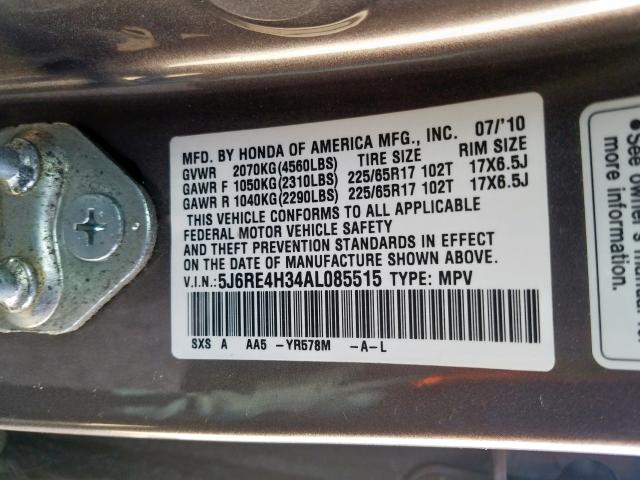 MFD. BY HONDA OF AMERICA MFG., INC. 07/'10
GVWR 2070KG(4560LBS) TIRE SIZE RIM SIZE
GAWR F 1050KG(2310LBS) 225/65R17 102T 17X6.5J
GAWR R 1040KG(2290LBS) 225/65R17 102T 17X6.5J
THIS VEHICLE CONFORMS TO ALL APPLICABLE
FEDERAL MOTOR VEHICLE SAFETY
AND THEFT PREVENTION STANDARDS IN EFFECT
ON THE DATE OF MANUFACTURE SHOWN ABOVE.
V.I.N.: 5J6RE4H34AL085515 TYPE: MPV
SXS A AA5 -YR578M -A-L
See
more
information.